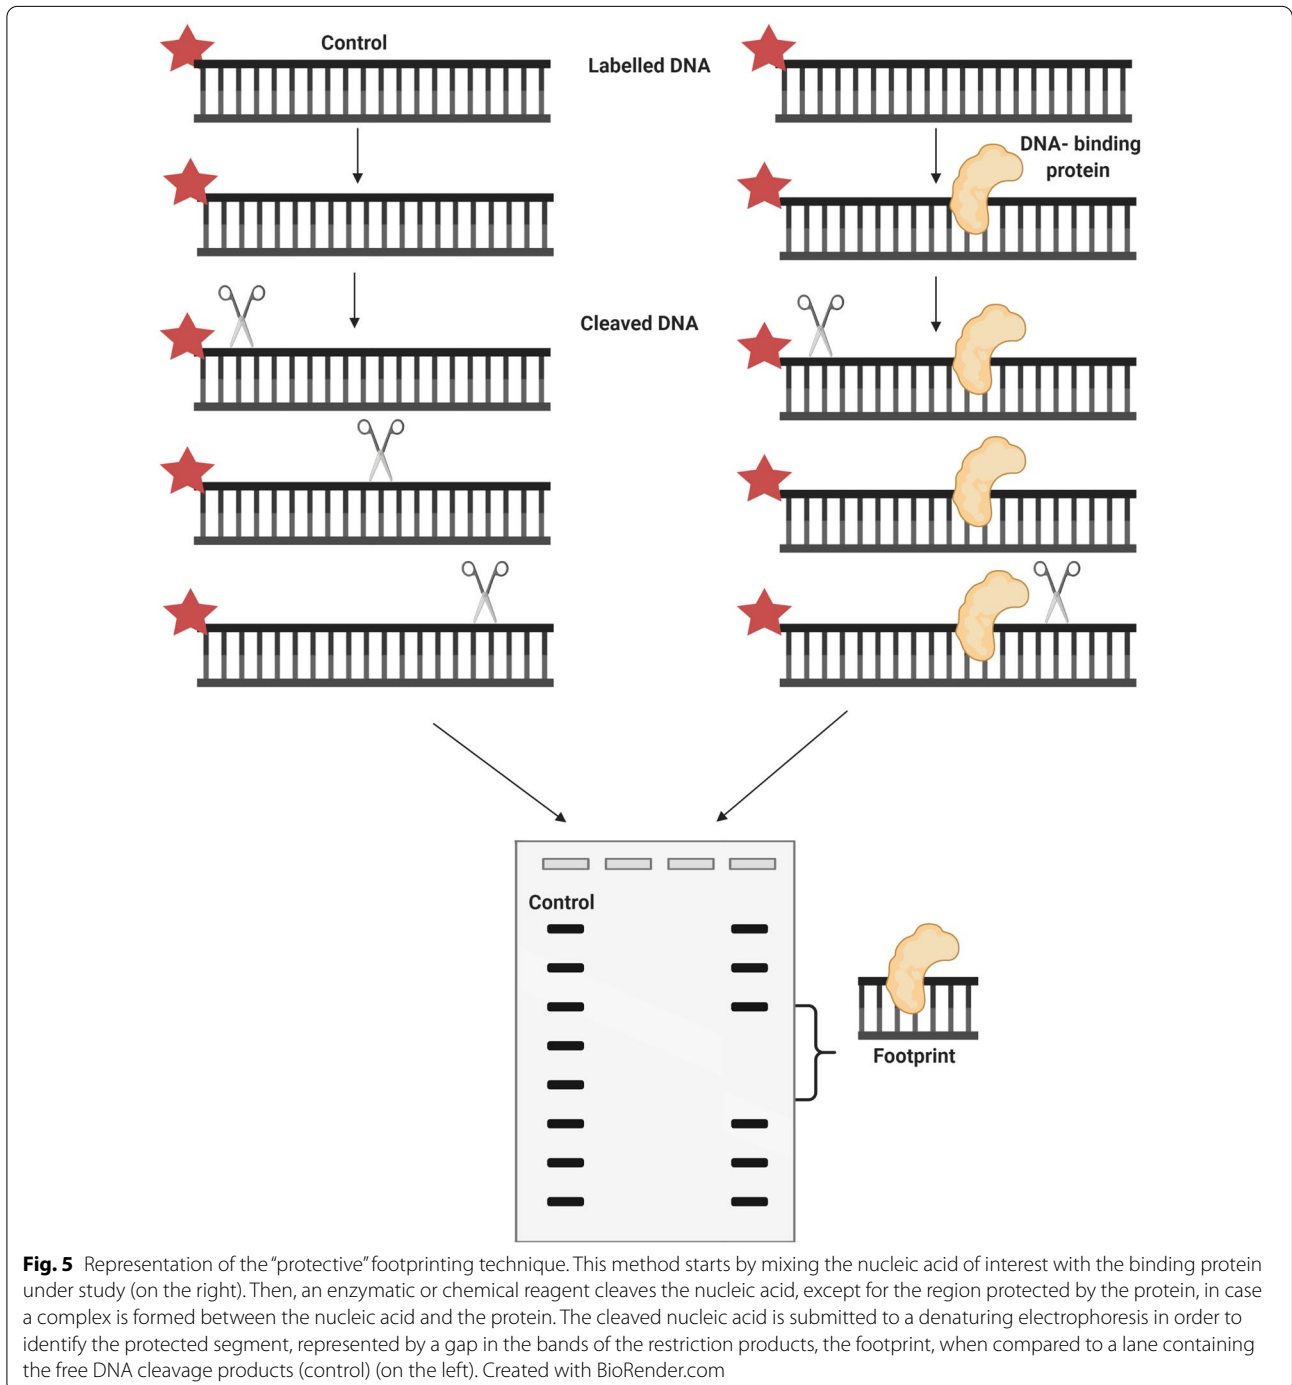 Control
Labelled DNA
DNA- binding
protein
Cleaved DNA
Control
Footprint
Fig. 5 Representation of the “protective” footprinting technique. This method starts by mixing the nucleic acid of interest with the binding protein
under study (on the right). Then, an enzymatic or chemical reagent cleaves the nucleic acid, except for the region protected by the protein, in case
a complex is formed between the nucleic acid and the protein. The cleaved nucleic acid is submitted to a denaturing electrophoresis in order to
identify the protected segment, represented by a gap in the bands of the restriction products, the footprint, when compared to a lane containing
the free DNA cleavage products (control) (on the left). Created with BioRender.com